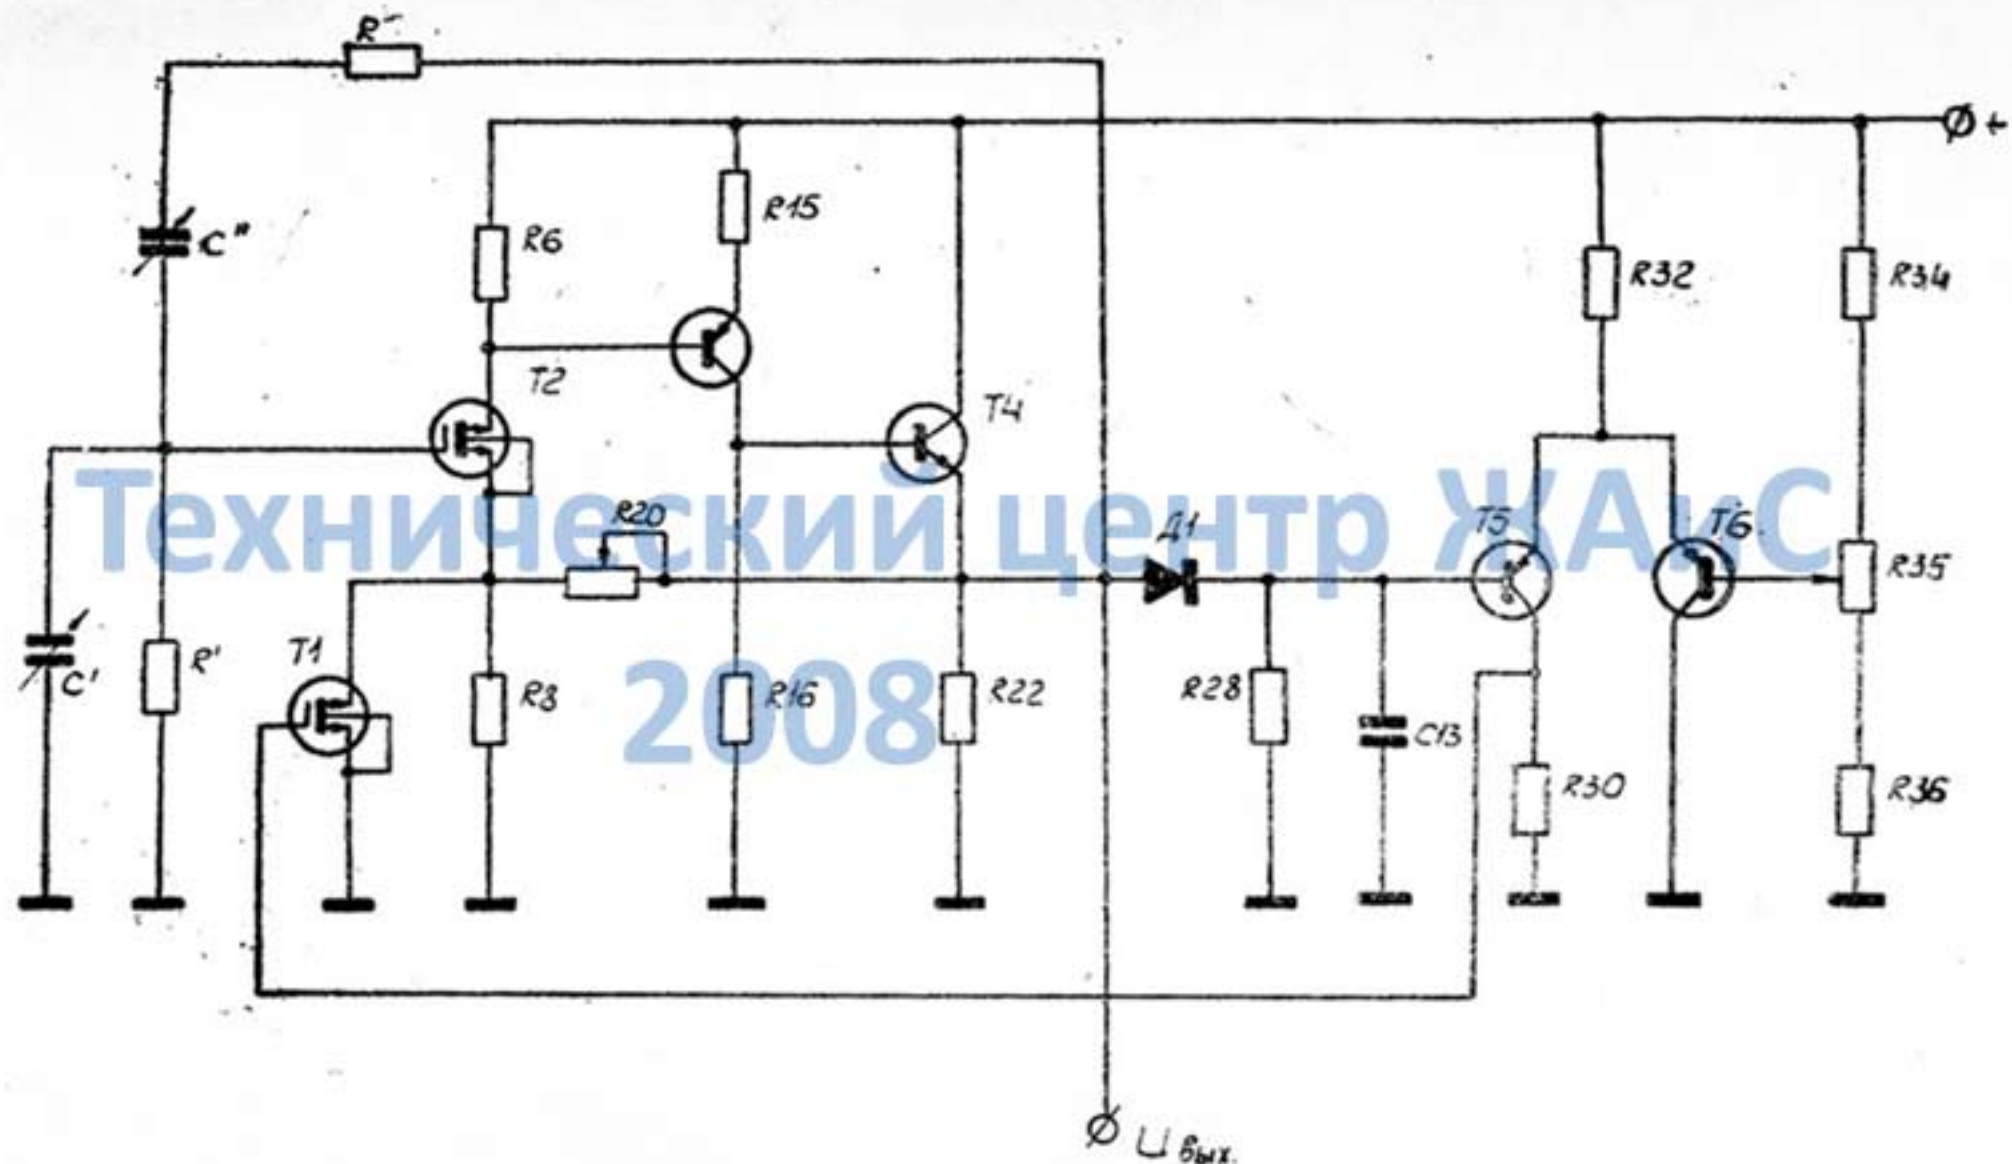 R"
+
R15
C"
R6
R32
R34
T2
T4
Технический центр ЖАиС
R20
Д1
T5
T6
R35
T1
R'
C'
R8
2008
R16
R22
R28
C13
R30
R36
U вых.